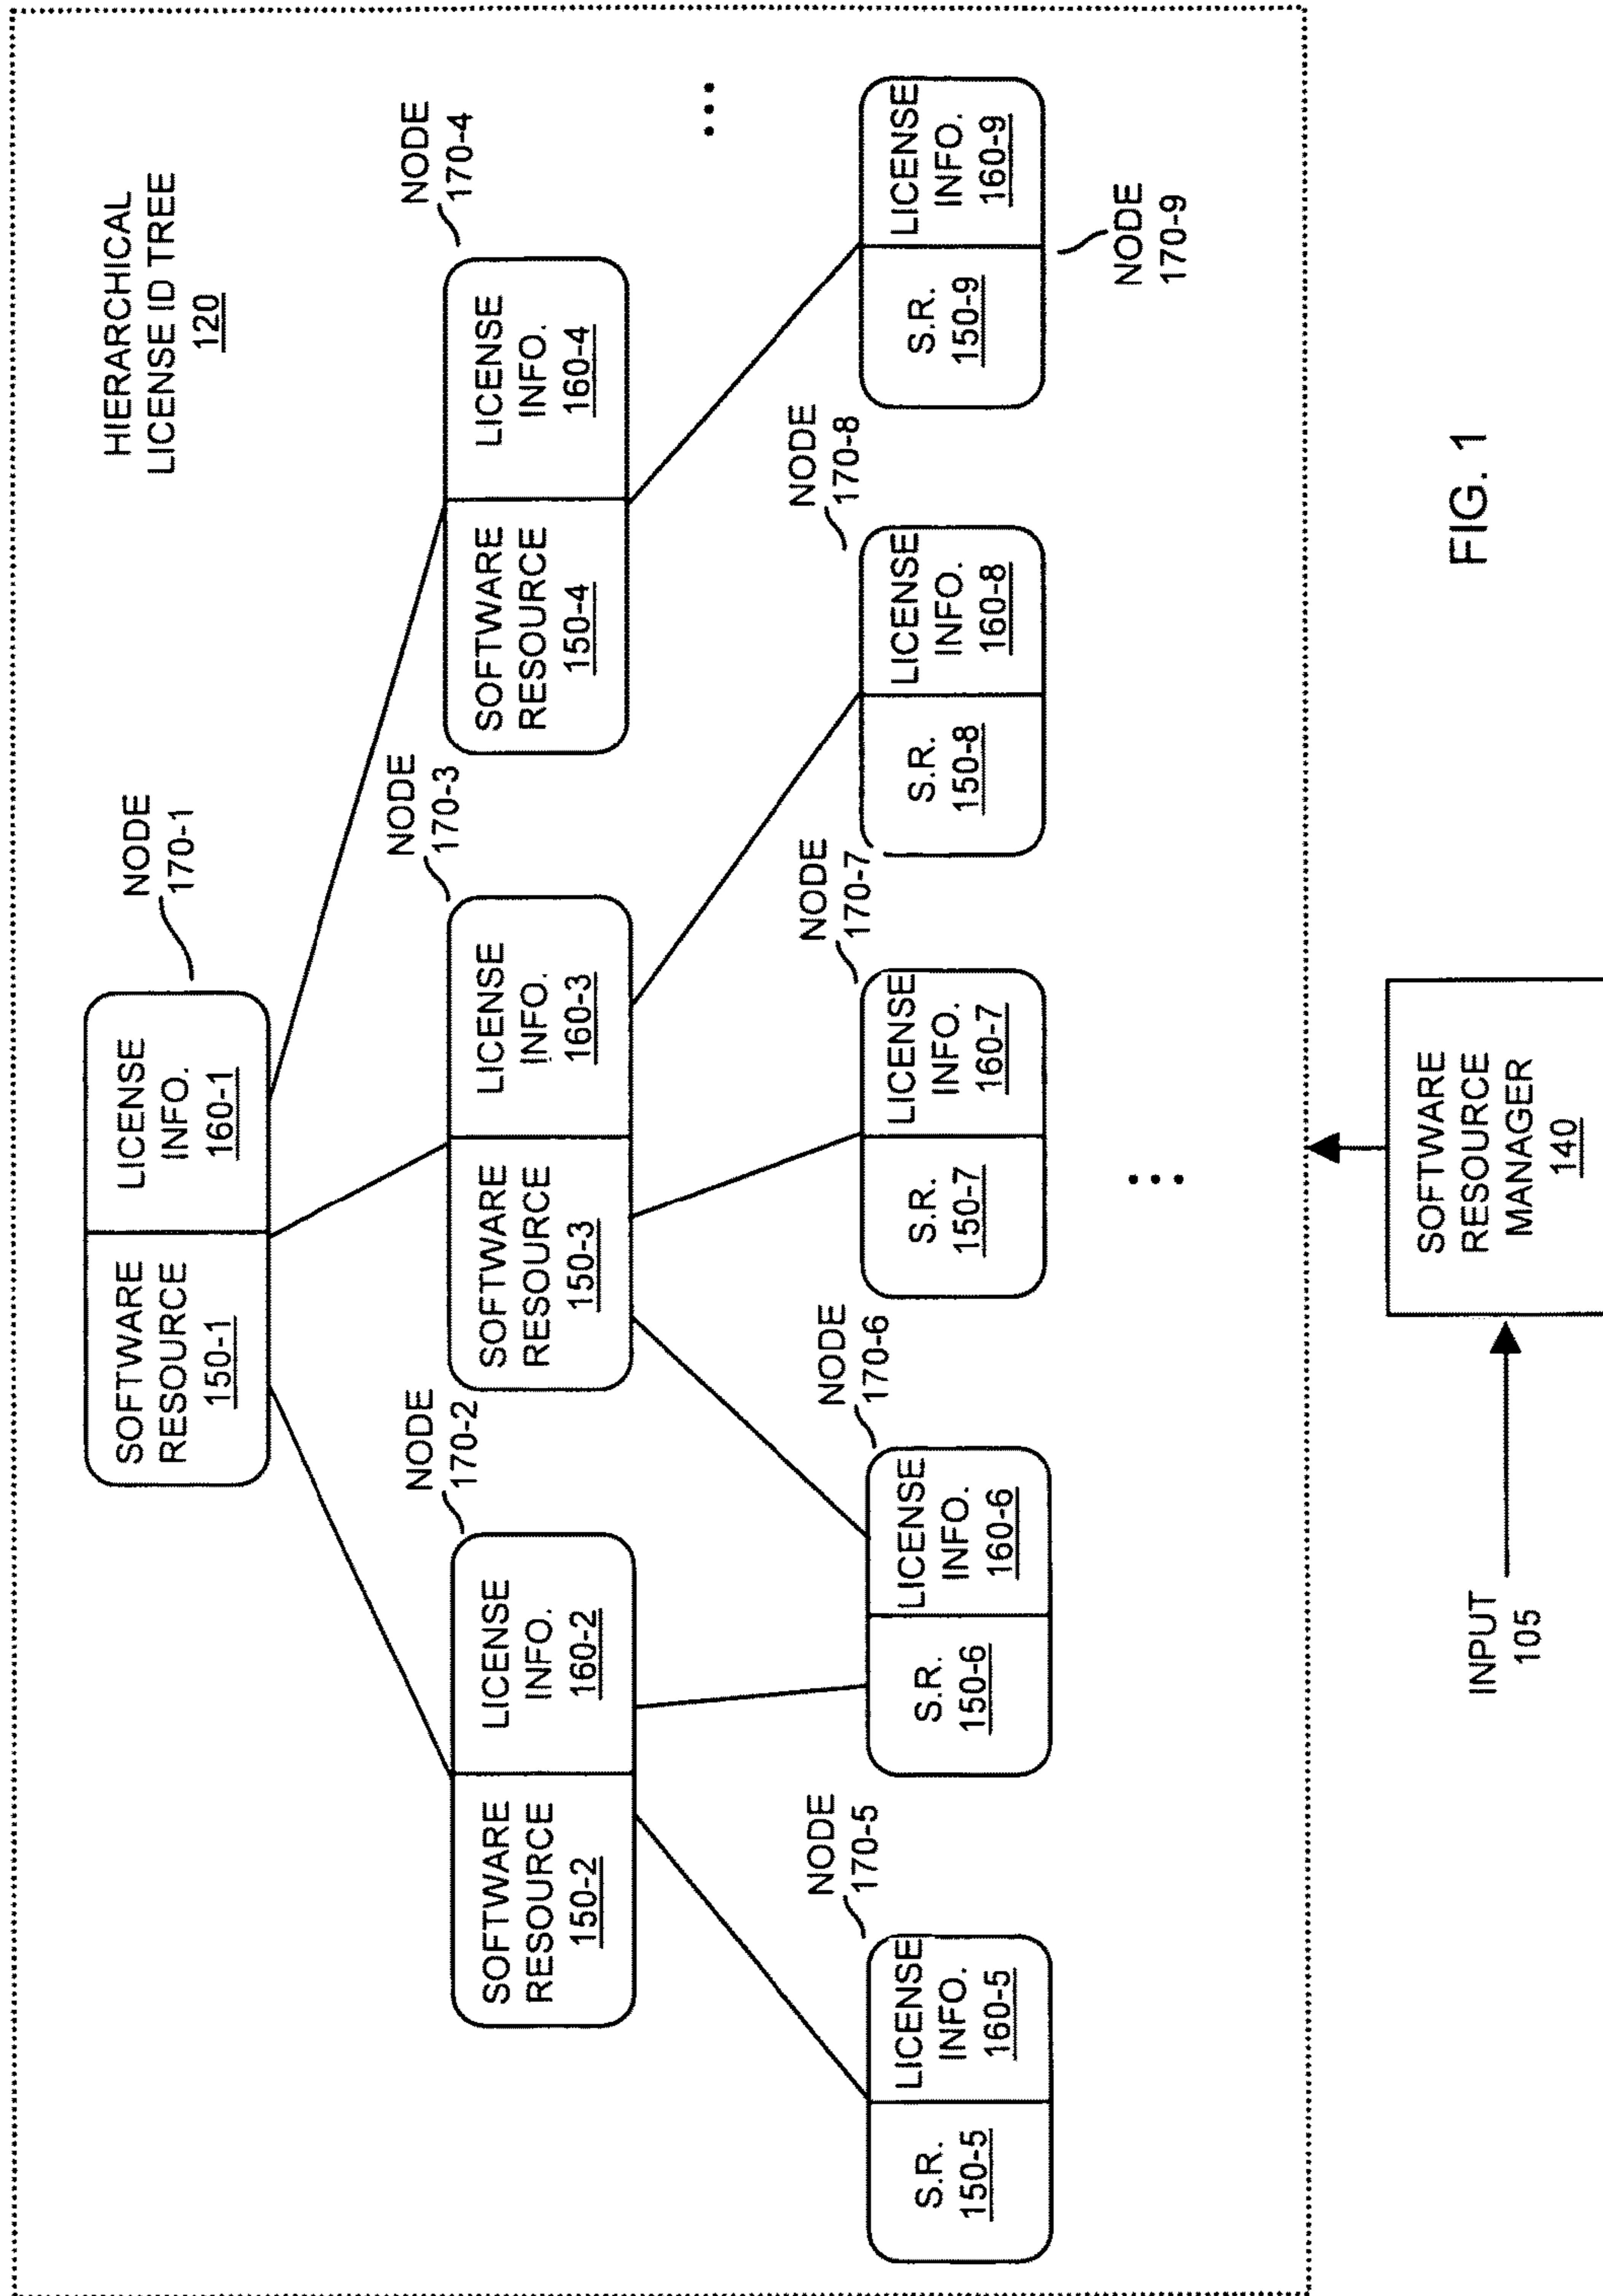 HIERARCHICAL
LICENSE ID TREE
120
NODE
170-1
SOFTWARE
RESOURCE
150-1
LICENSE
INFO.
160-1
NODE
170-2
SOFTWARE
RESOURCE
150-2
LICENSE
INFO.
160-2
NODE
170-3
SOFTWARE
RESOURCE
150-3
LICENSE
INFO.
160-3
NODE
170-4
SOFTWARE
RESOURCE
150-4
LICENSE
INFO.
160-4
NODE
170-5
S.R.
150-5
LICENSE
INFO.
160-5
NODE
170-6
S.R.
150-6
LICENSE
INFO.
160-6
NODE
170-7
S.R.
150-7
LICENSE
INFO.
160-7
NODE
170-8
S.R.
150-8
LICENSE
INFO.
160-8
S.R.
150-9
LICENSE
INFO.
160-9
NODE
170-9
...
...
INPUT
105
SOFTWARE
RESOURCE
MANAGER
140
FIG. 1